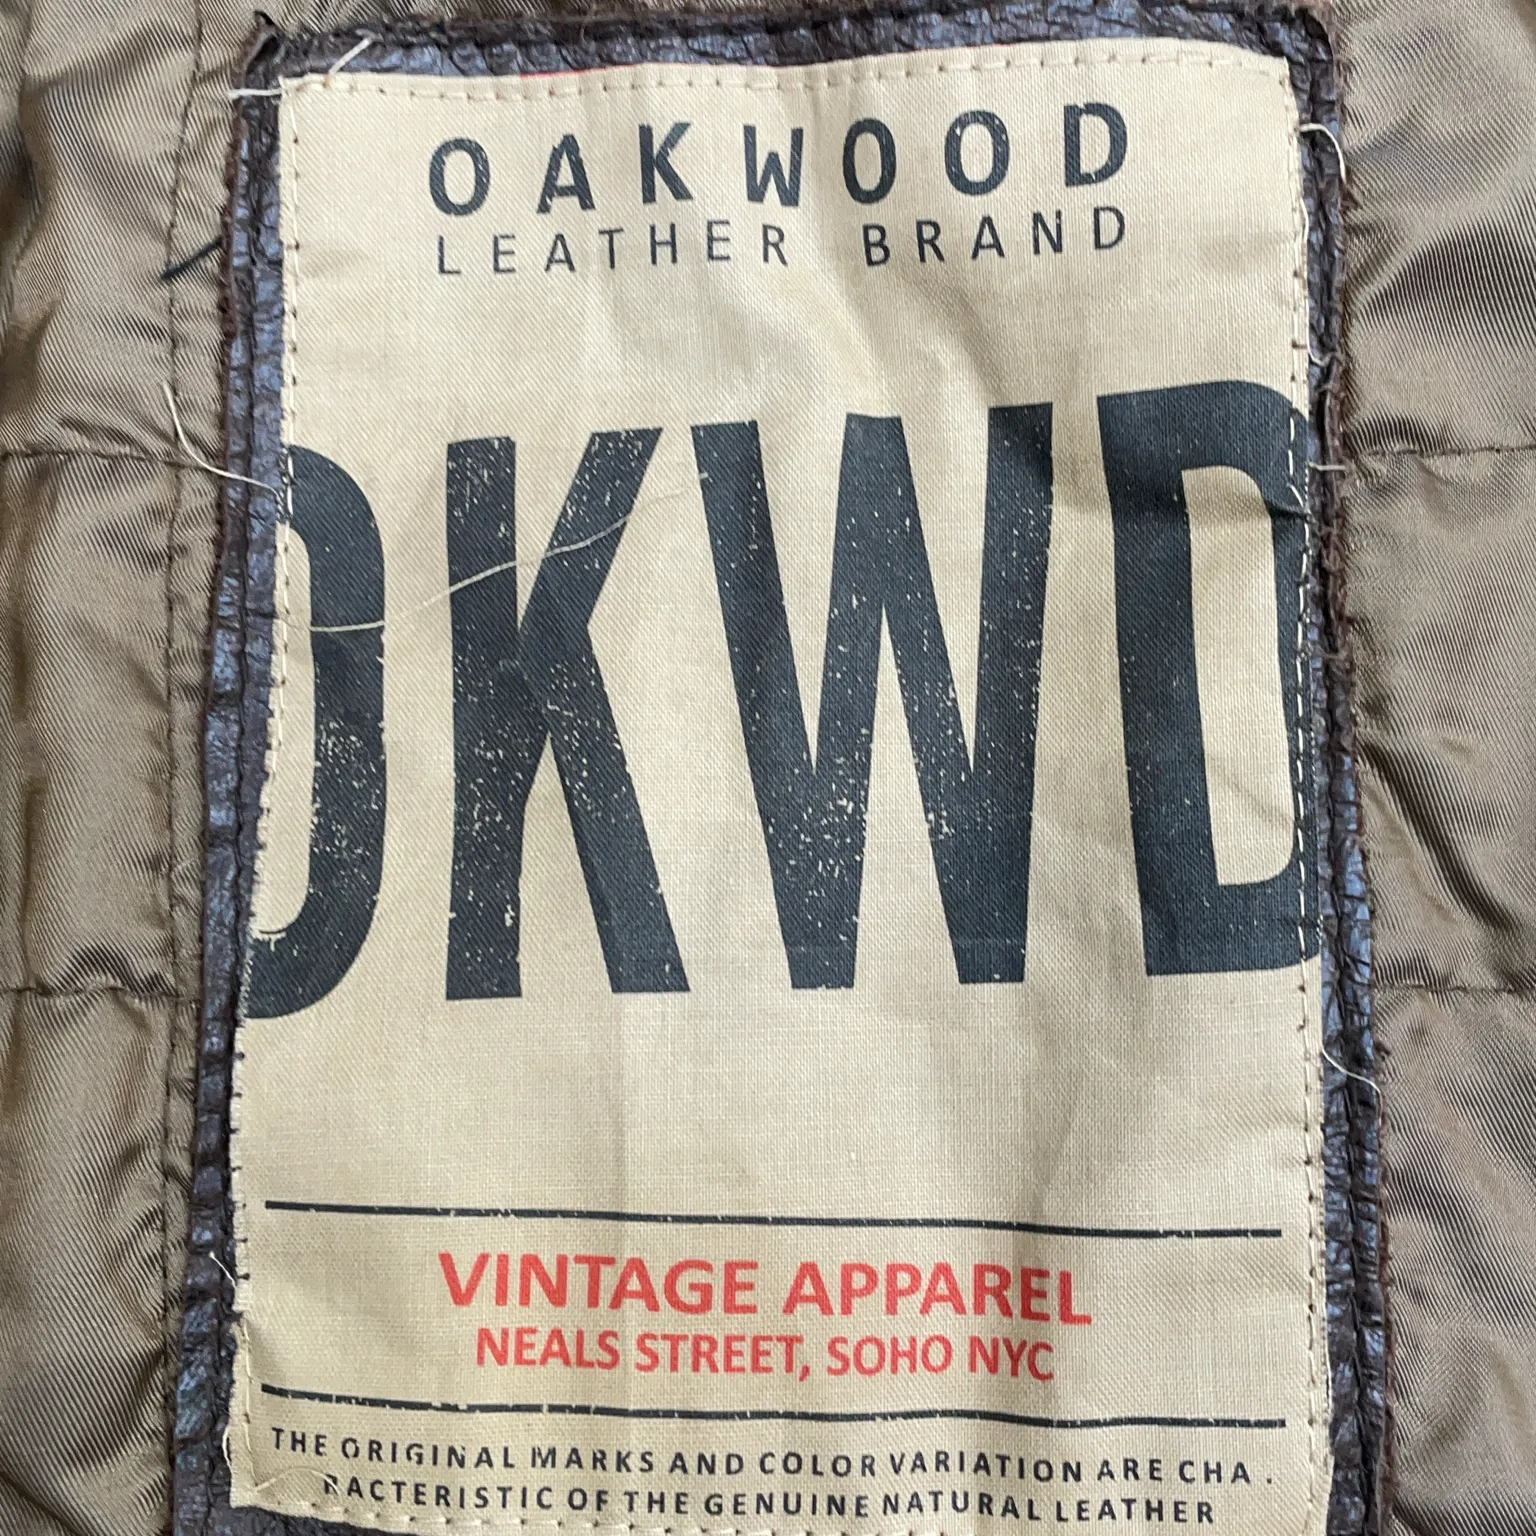 OAKWOOD
LEATHER BRAND
OKWD
VINTAGE APPAREL
NEALS STREET, SOHO NYC
THE ORIGINAL MARKS AND COLOR VARIATION ARE CHA .
RACTERISTIC OF THE GENUINE NATURAL LEATHER